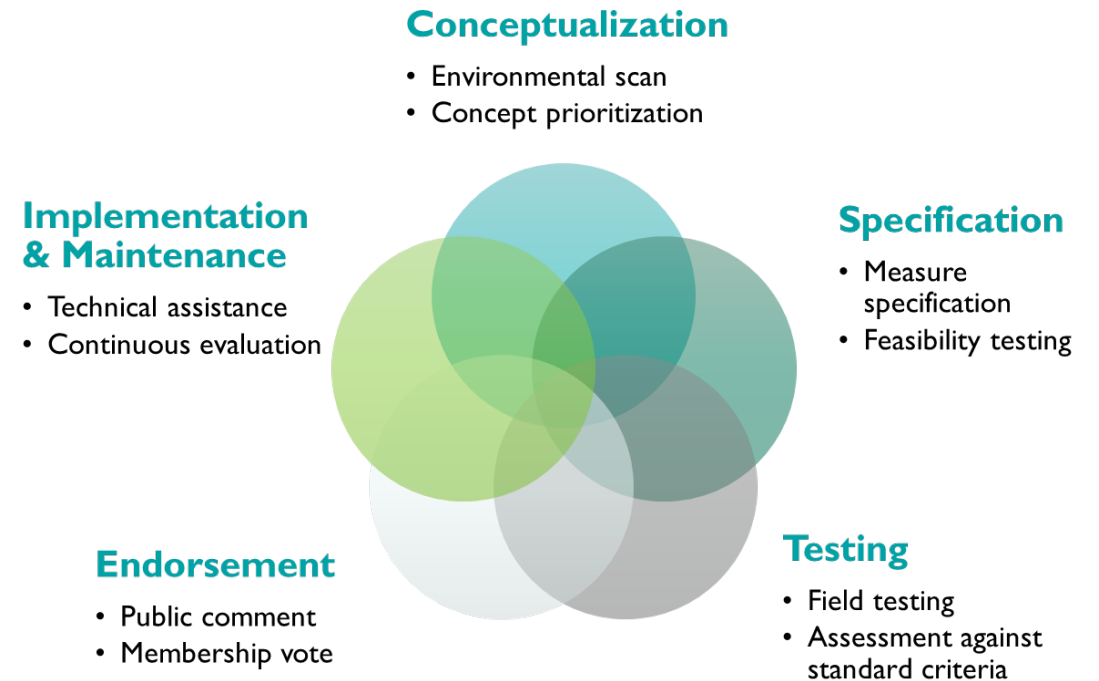 Conceptualization
• Environmental scan
• Concept prioritization
Specification
• Measure
specification
• Feasibility testing
Testing
• Field testing
• Assessment against
standard criteria
Endorsement
• Public comment
• Membership vote
Implementation
& Maintenance
• Technical assistance
• Continuous evaluation